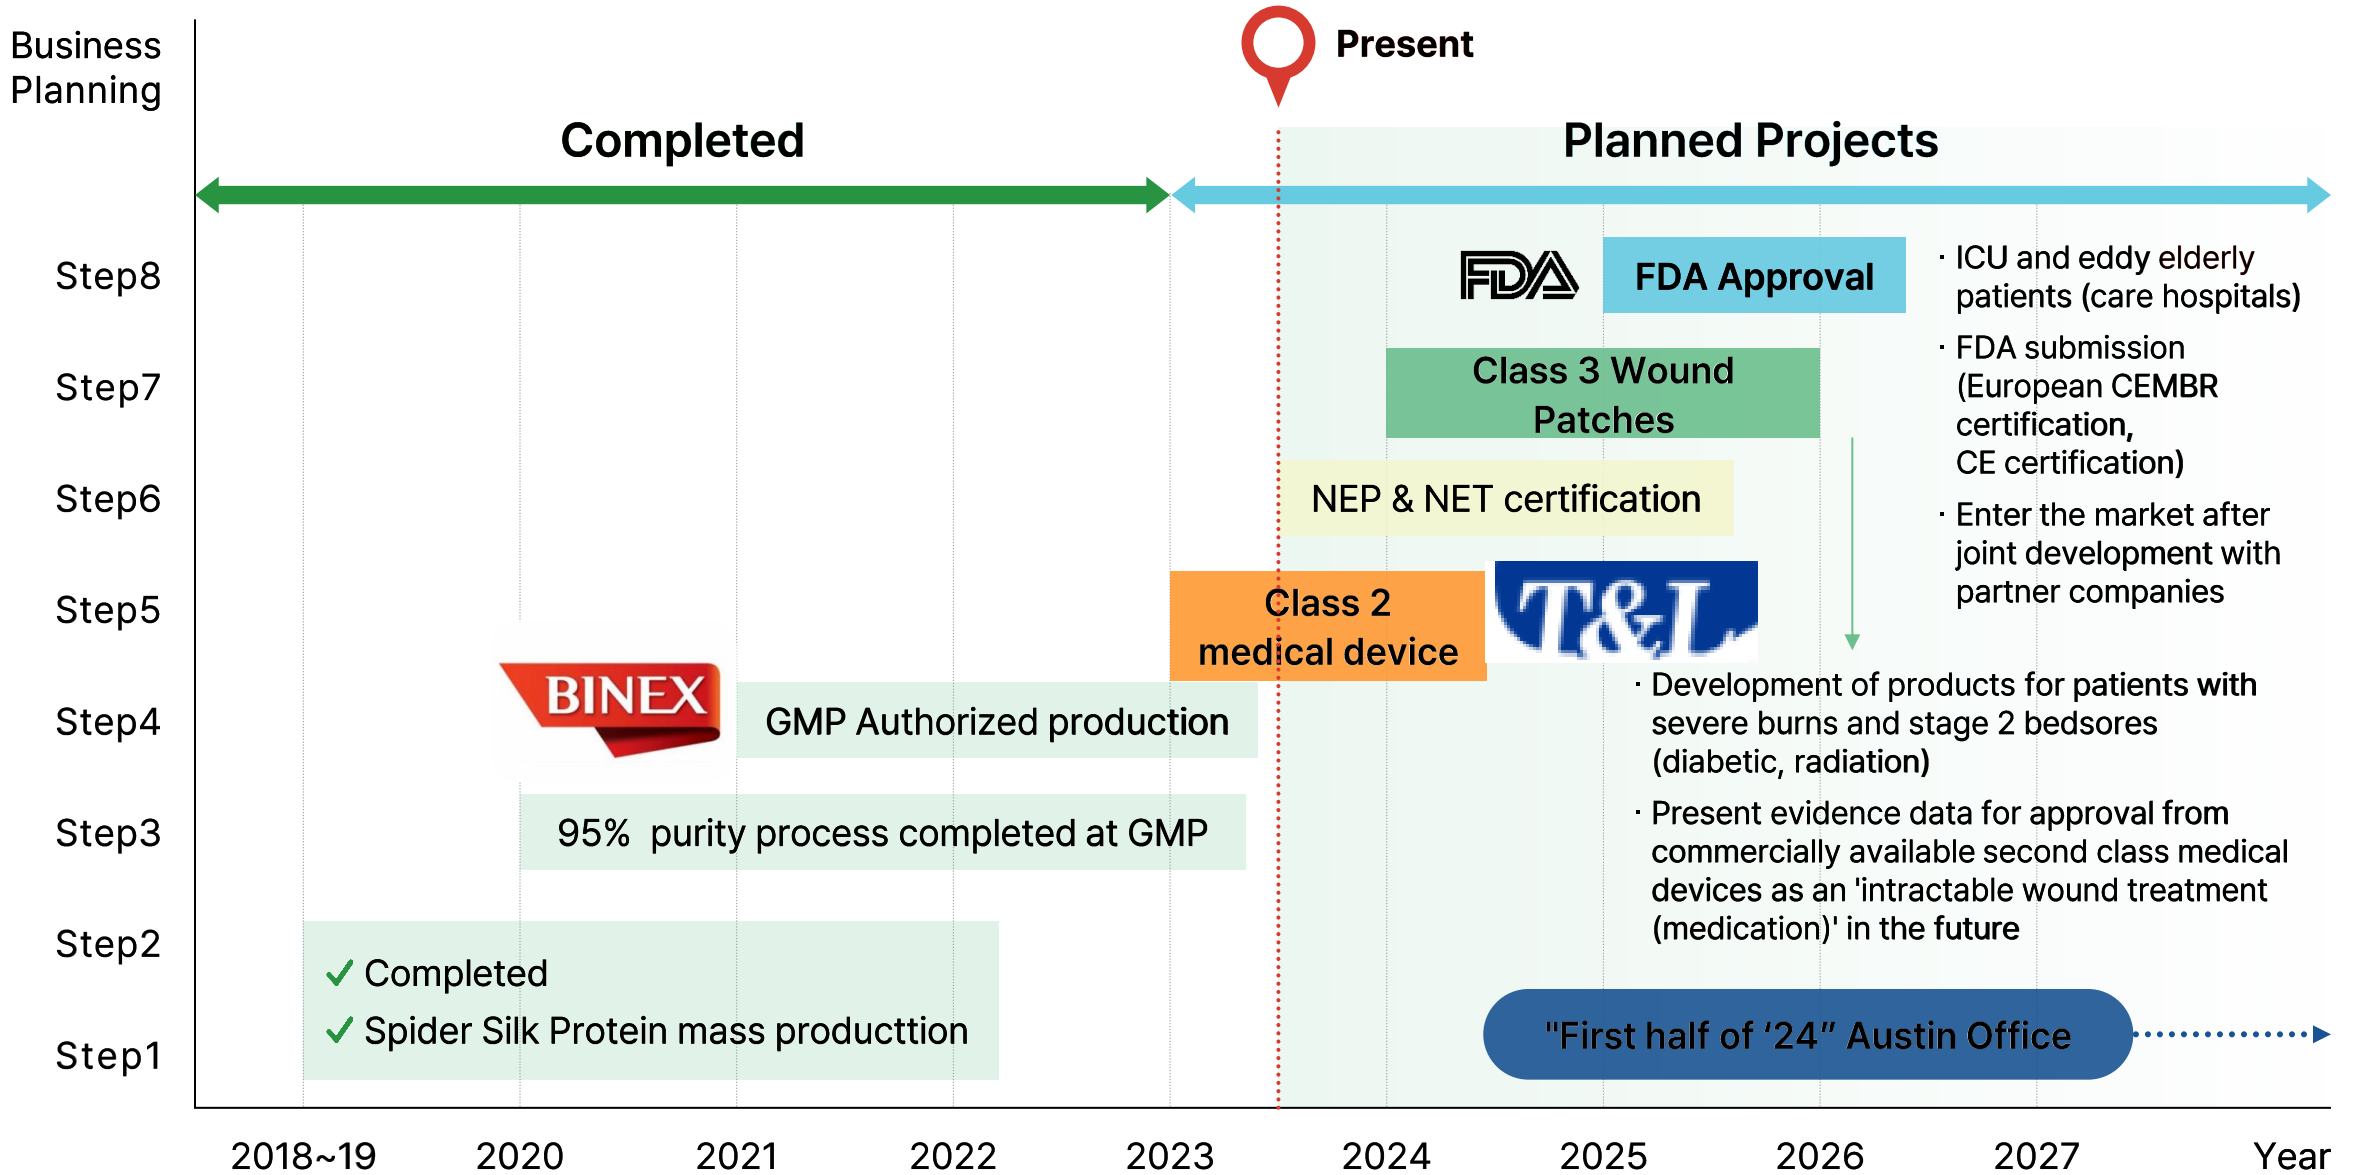 Business
Planning
Present
Completed
Planned Projects
Step8
FDA
FDA Approval
· ICU and eddy elderly
patients (care hospitals)
· FDA submission
(European CEMBR
certification,
CE certification)
· Enter the market after
joint development with
partner companies
Step7
Class 3 Wound
Patches
Step6
NEP & NET certification
Step5
Class 2
medical device
T&L
Step4
BINEX
GMP Authorized production
· Development of products for patients with
severe burns and stage 2 bedsores
(diabetic, radiation)
· Present evidence data for approval from
commercially available second class medical
devices as an 'intractable wound treatment
(medication)' in the future
Step3
95% purity process completed at GMP
Step2
✓ Completed
✓ Spider Silk Protein mass producttion
Step1
"First half of ‘24” Austin Office
2018~19
2020
2021
2022
2023
2024
2025
2026
2027
Year